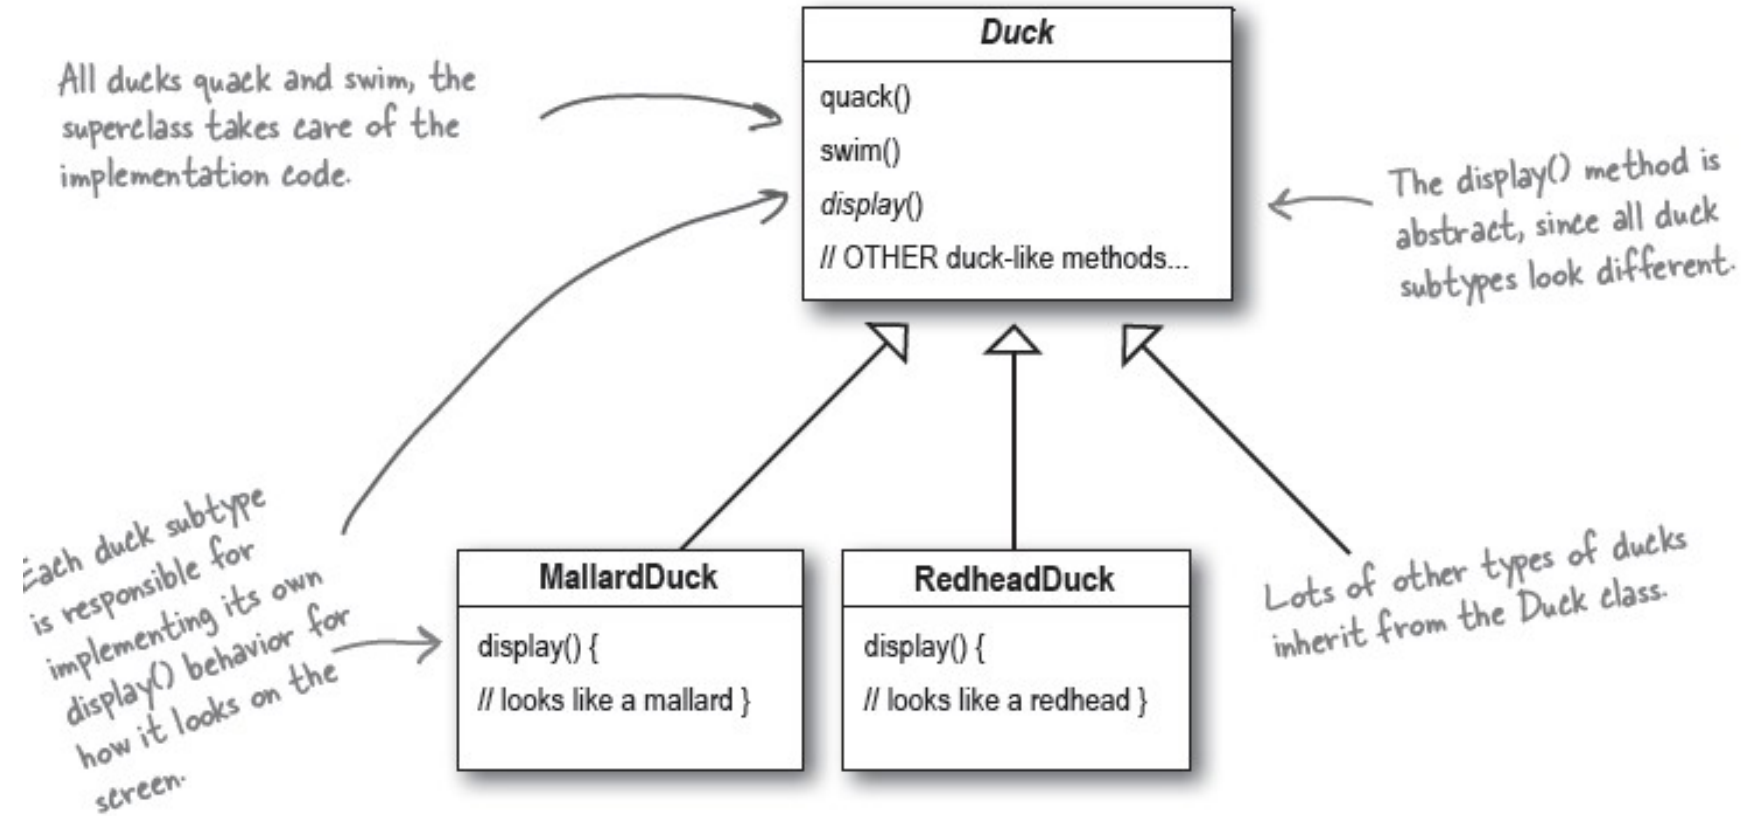 Duck
quack()
swim()
display()
// OTHER duck-like methods...
All ducks quack and swim, the
superclass takes care of the
implementation code.
The display() method is
abstract, since all duck
subtypes look different.
Each duck subtype
is responsible for
implementing its own
display() behavior for
how it looks on the
screen.
MallardDuck
display() {
// looks like a mallard }
RedheadDuck
display() {
// looks like a redhead }
Lots of other types of ducks
inherit from the Duck class.